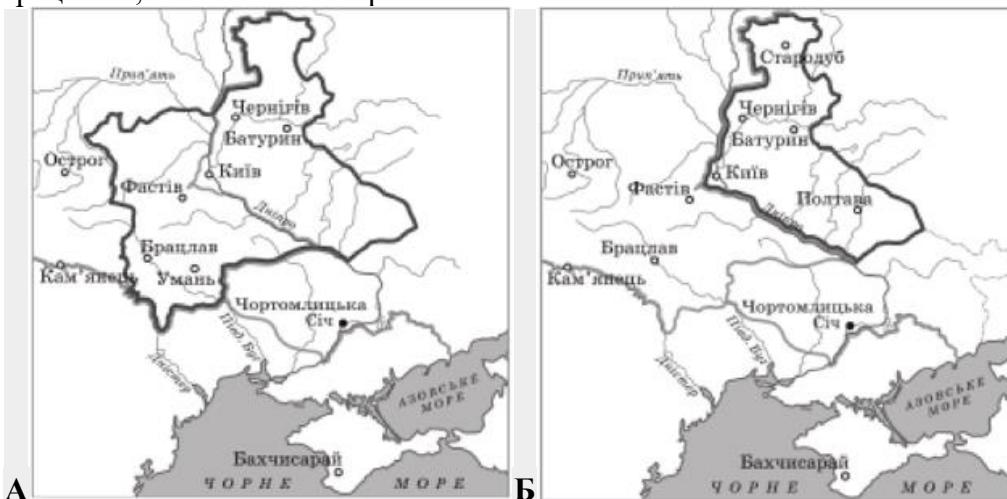 Прип'ять
Чернігів
Батурин
Острог
Київ
Фастів
Дніпро
Брацлав
Кам'янець
Умань
Чортомлицька
Січ
Півд. Буг
Дністер
АЗОВСЬКЕ
МОРЕ
Бахчисарай
ЧОРНЕ МОРЕ
А
Стародуб
Прип'ять
Чернігів
Батурин
Острог
Київ
Фастів
Полтава
Дніпро
Брацлав
Кам'янець
Чортомлицька
Січ
Півд. Буг
Дністер
АЗОВСЬКЕ
МОРЕ
Бахчисарай
ЧОРНЕ МОРЕ
Б